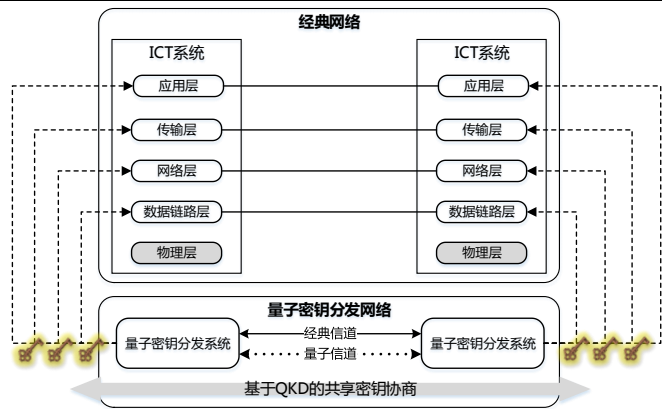 经典网络
ICT系统 ICT系统
应用层 应用层
传输层 传输层
网络层 网络层
数据链路层 数据链路层
物理层 物理层
量子密钥分发网络
量子密钥分发系统 经典信道 量子密钥分发系统
量子信道
基于QKD的共享密钥协商